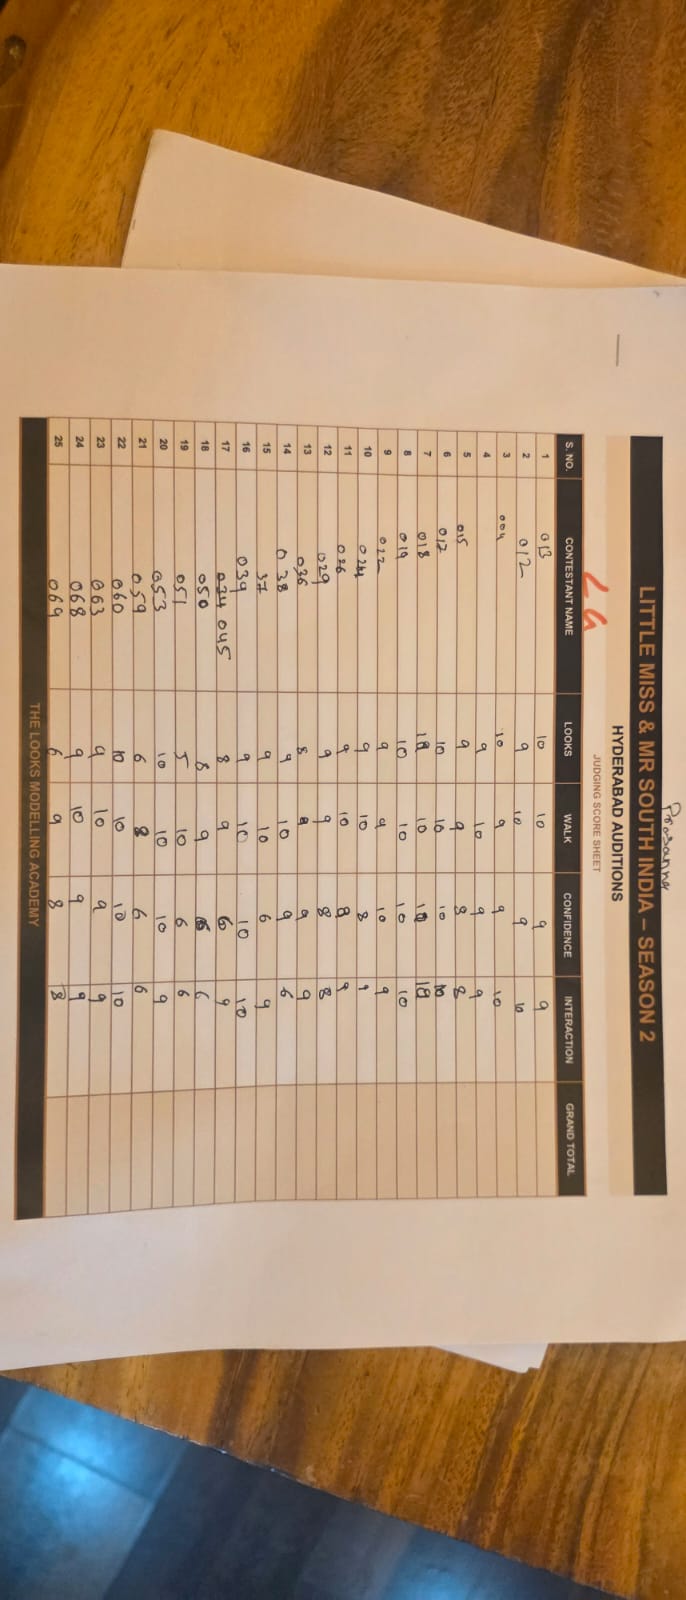 Prasanna
LITTLE MISS & MR SOUTH INDIA – SEASON 2
HYDERABAD AUDITIONS
JUDGING SCORE SHEET
LG
S. NO. CONTESTANT NAME LOOKS WALK CONFIDENCE INTERACTION GRAND TOTAL
1 013 10 10 9 9
2 012 9 10 9 10
3 004 10 9 9 10
4 9 10 9 9
5 015 9 9 8 8
6 017 10 10 10 10
7 018 10 10 10 10
8 019 10 10 10 10
9 022 9 9 10 9
10 024 9 10 8 9
11 026 9 10 8 9
12 029 9 9 8 8
13 036 8 8 9 9
14 038 9 10 9 6
15 37 9 10 6 9
16 039 9 10 10 10
17 034 045 8 9 6 9
18 050 8 9 6 6
19 051 5 10 6 6
20 053 10 10 10 9
21 059 6 8 6 6
22 060 10 10 10 10
23 063 9 10 9 9
24 068 9 10 9 9
25 069 6 9 8 8
THE LOOKS MODELLING ACADEMY